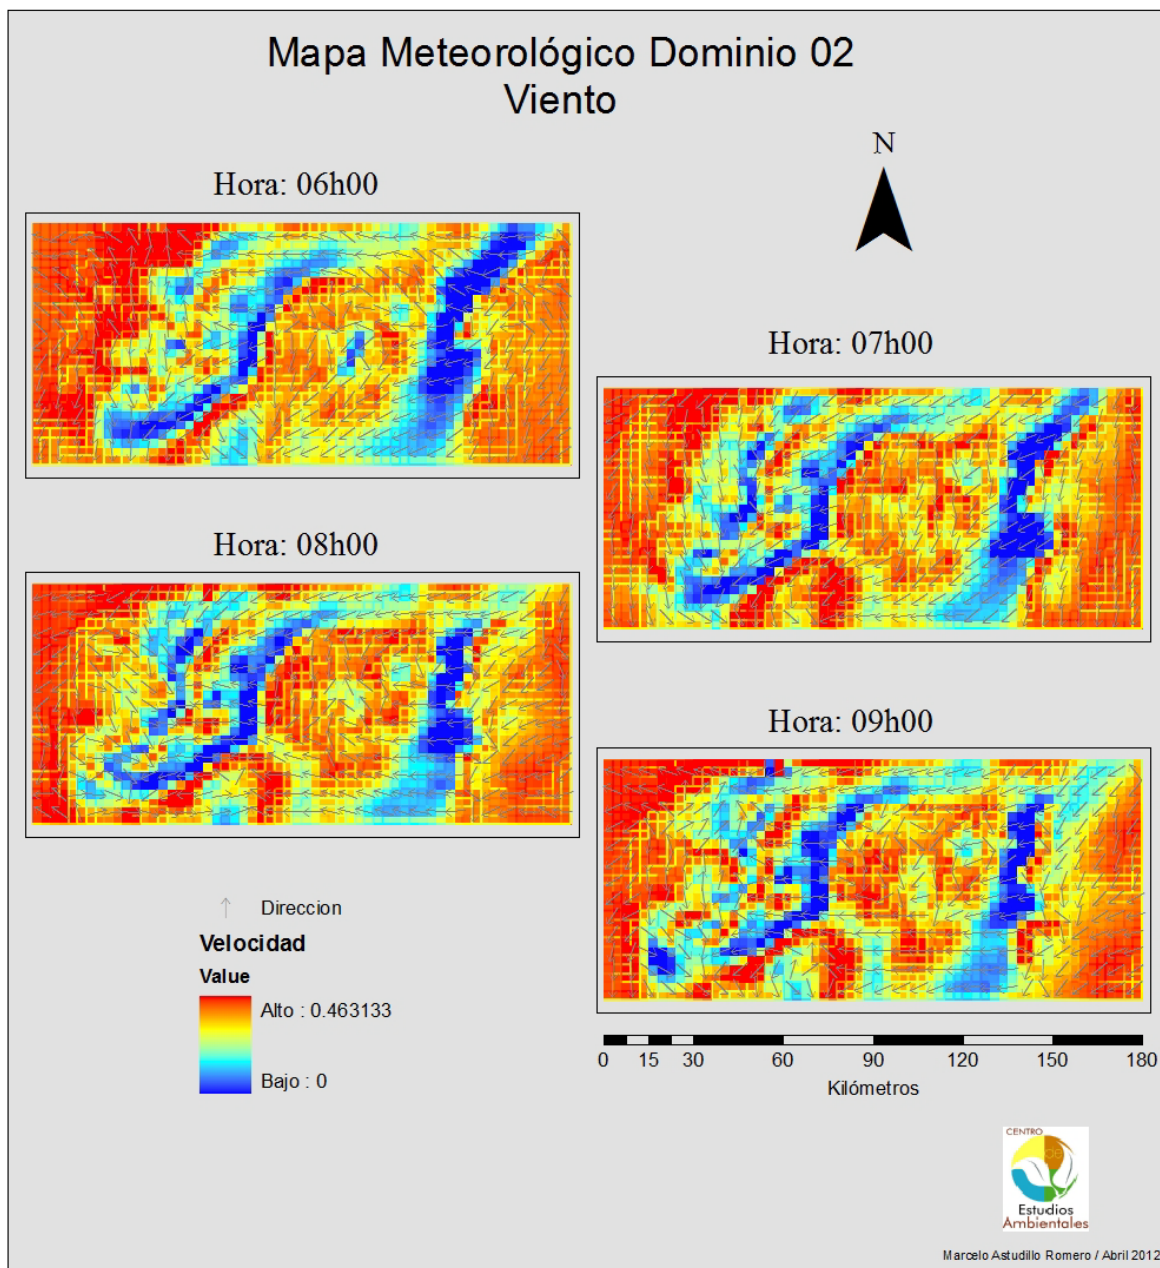 Mapa Meteorológico Dominio 02
Viento
N
Hora: 06h00
Hora: 07h00
Hora: 08h00
Hora: 09h00
Direccion
Velocidad
Value
Alto : 0.463133
Bajo : 0
0 15 30 60 90 120 150 180
Kilómetros
CENTRO
de
Estudios
Ambientales
Marcelo Astudillo Romero / Abril 2012